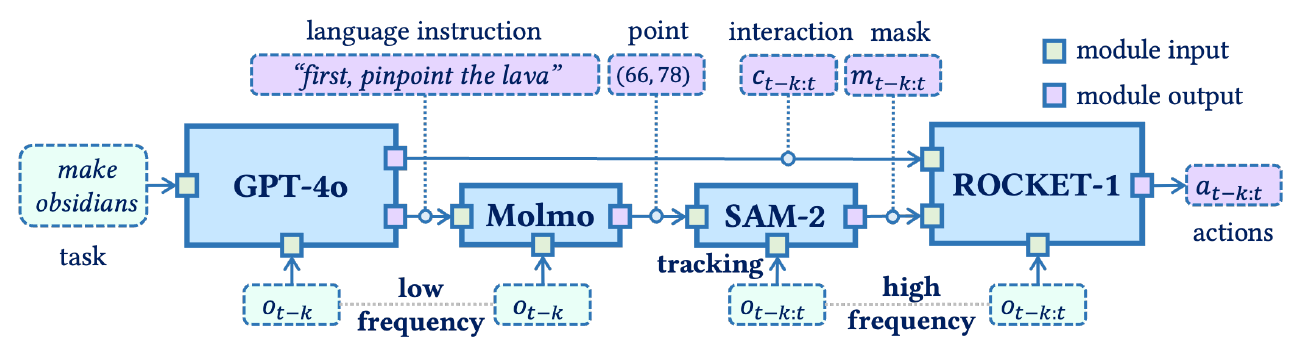 language instruction
point
interaction
mask
"first, pinpoint the lava"
(66, 78)
c_{t−k:t}
m_{t−k:t}
module input
module output
make
obsidians
task
GPT-4o
Molmo
SAM-2
ROCKET-1
a_{t−k:t}
actions
tracking
o_{t−k}
low
frequency
o_{t−k}
o_{t−k:t}
high
frequency
o_{t−k:t}